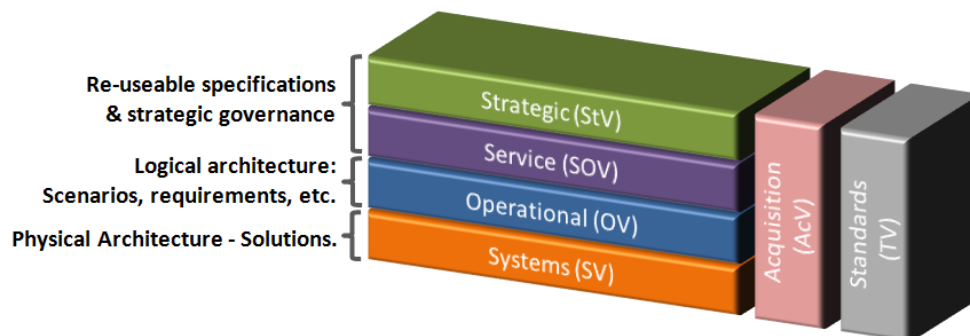 Re-useable specifications
& strategic governance
Logical architecture:
Scenarios, requirements, etc.
Physical Architecture - Solutions.
Strategic (StV)
Service (SOV)
Operational (OV)
Systems (SV)
Acquisition
(AcV)
Standards
(TV)